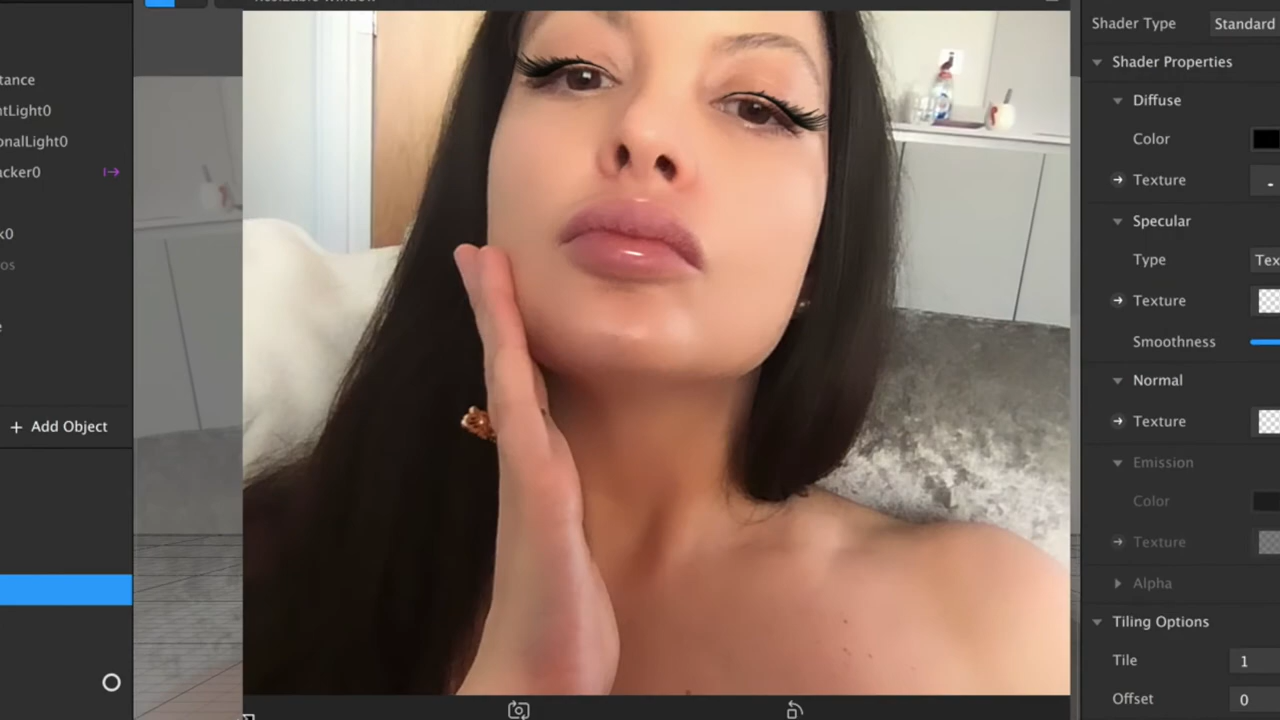 Shader Type Standard
Shader Properties
tance
ntLight0
Diffuse
onalLight0
Color
acker0
Texture
Specular
k0
Type Tex
os
Texture
Smoothness
Normal
+ Add Object
Texture
Emission
Color
Texture
Alpha
Tiling Options
Tile 1
Offset 0